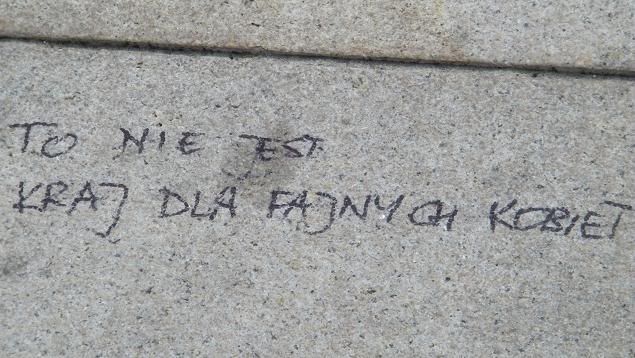 TO NIE JEST
KRAJ DLA FAJNYCH KOBIET